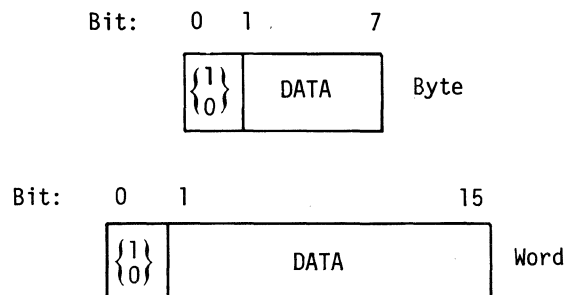 Bit: 0 1 7
{1
0} DATA Byte
Bit: 0 1 15
{1
0} DATA Word